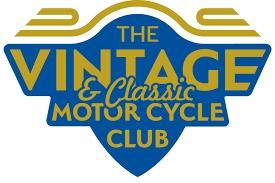 THE
VINTAGE
& Classic
MOTOR CYCLE
CLUB